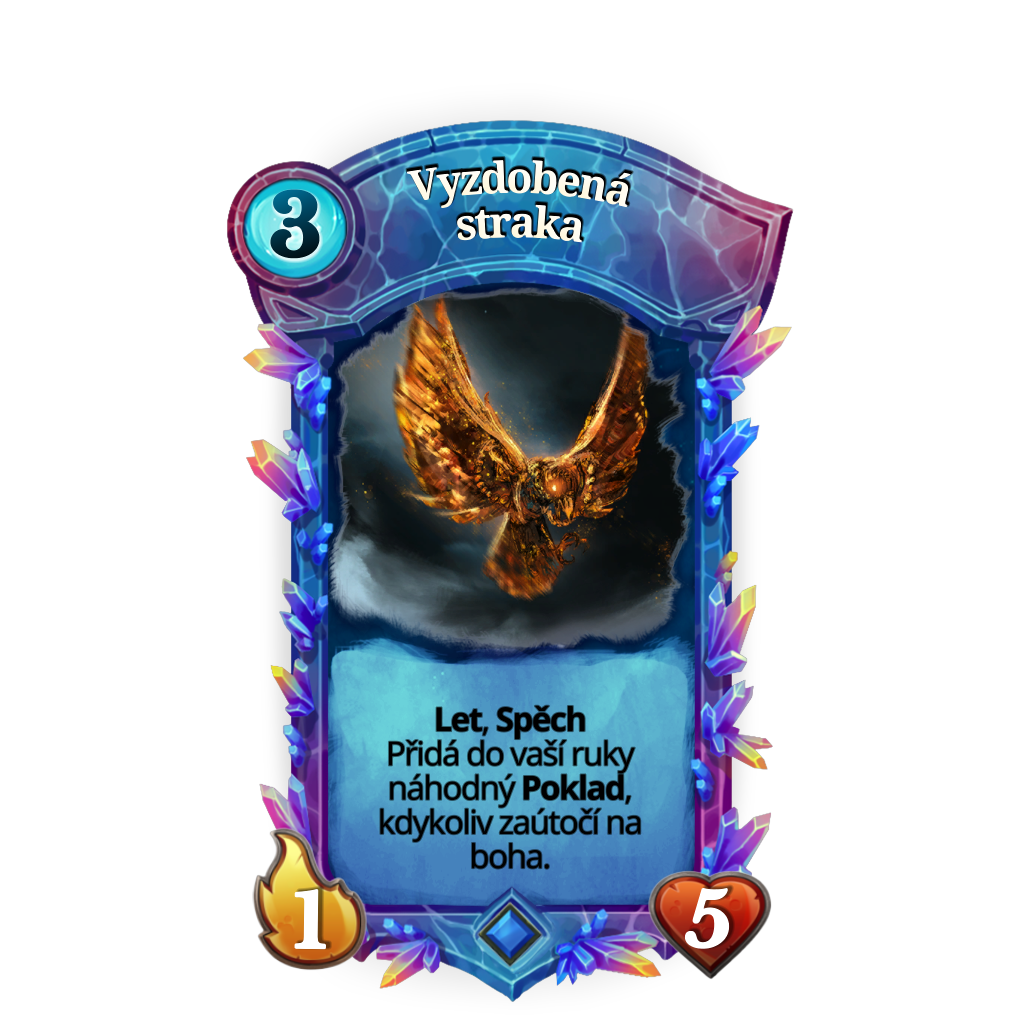 3
Vyzdobená
straka
Let, Spěch
Přidá do vaší ruky
náhodný Poklad,
kdykoliv zaútočí na
boha.
1
5